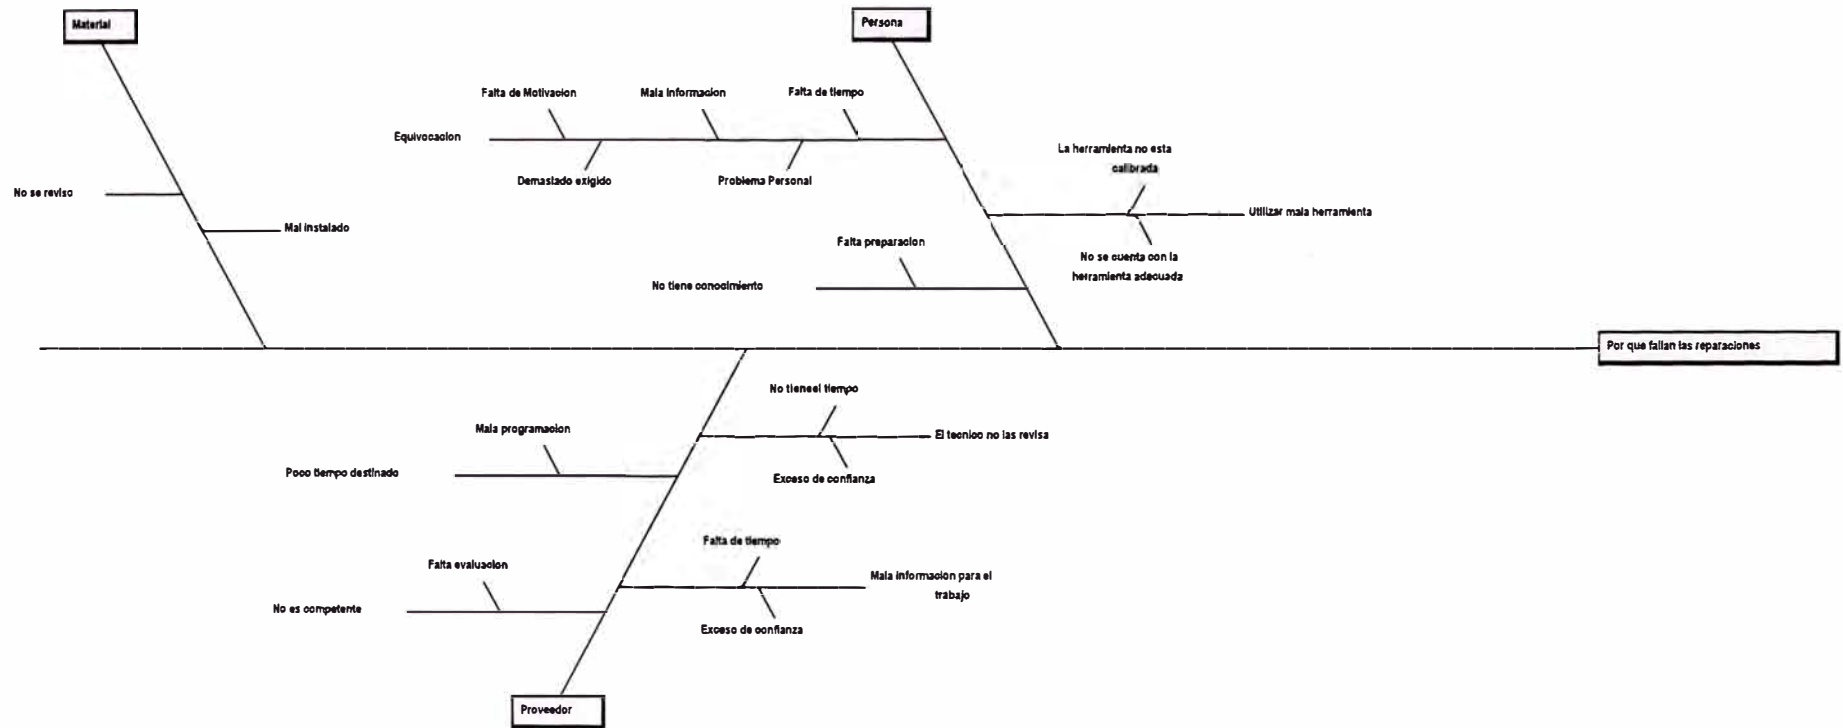 Material
Persona
Falta de Motivacion
Mala Informacion
Falta de tiempo
Equivocacion
Demasiado exigido
Problema Personal
La herramienta no esta
calibrada
Utilizar mala herramienta
No se cuenta con la
herramienta adecuada
No se reviso
Mal instalado
Falta preparacion
No tiene conocimiento
Por que fallan las reparaciones
No tieneel tiempo
El tecnico no las revisa
Exceso de confianza
Mala programacion
Poco tiempo destinado
Falta de tiempo
Mala informacion para el
trabajo
Exceso de confianza
Falta evaluacion
No es competente
Proveedor